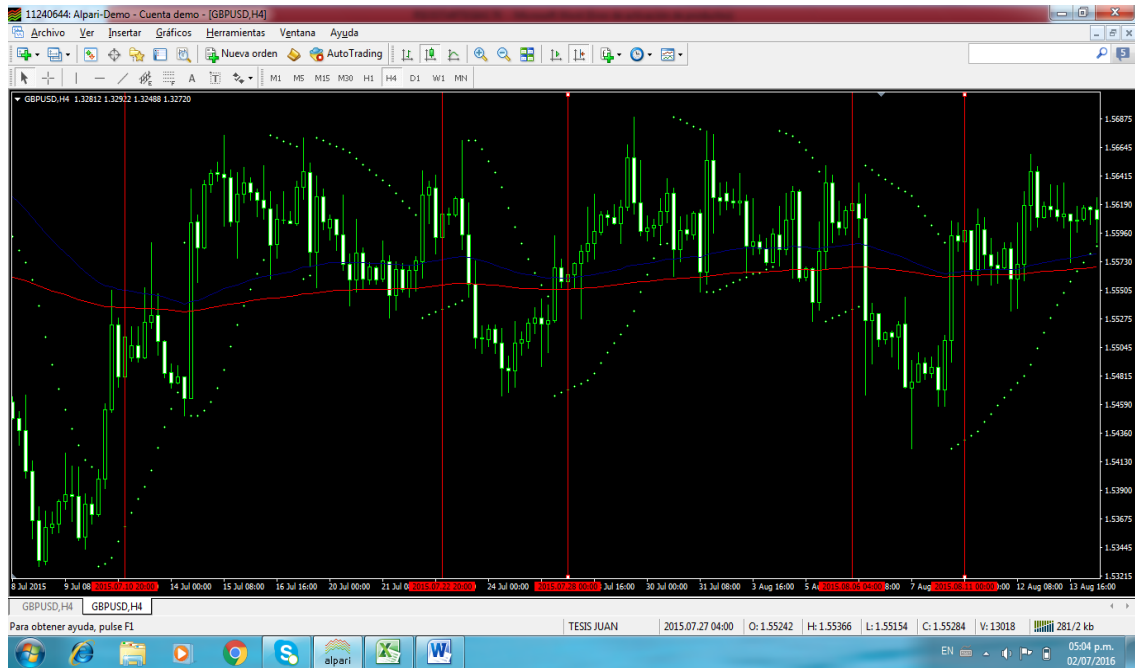 11240644: Alpari-Demo - Cuenta demo - [GBPUSD,H4]
Archivo Ver Insertar Gráficos Herramientas Ventana Ayuda
Nueva orden AutoTrading 5
A T M1 M5 M15 M30 H1 H4 D1 W1 MN
GBPUSD,H4 1.32812 1.32922 1.32488 1.32720
1.56875
1.56645
1.56415
1.56190
1.55960
1.55730
1.55505
1.55275
1.55045
1.54815
1.54590
1.54360
1.54130
1.53900
1.53675
1.53445
1.53215
8 Jul 2015 9 Jul 08 2015.07.10 20:00 14 Jul 00:00 15 Jul 08:00 16 Jul 16:00 20 Jul 00:00 21 Jul 0 2015.07.22 20:00 24 Jul 00:00 2015.07.28 00:00 Jul 16:00 30 Jul 00:00 31 Jul 08:00 3 Aug 16:00 5 A 2015.08.06 04:00 8:00 7 Aug 2015.08.11 00:00 00 12 Aug 08:00 13 Aug 16:00
GBPUSD,H4 GBPUSD,H4
Para obtener ayuda, pulse F1 TESIS JUAN 2015.07.27 04:00 O: 1.55242 H: 1.55366 L: 1.55154 C: 1.55284 V: 13018 281/2 kb
alpari EN 05:04 p.m.
02/07/2016